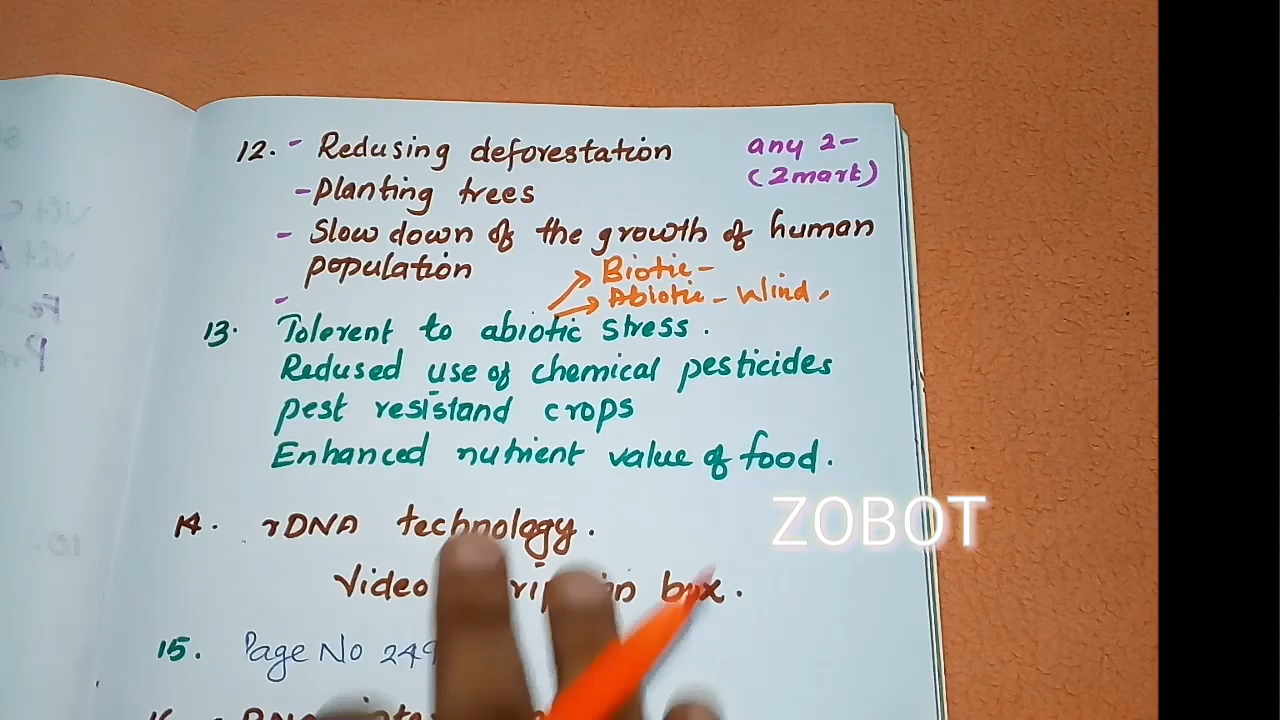 12. - Redusing deforestation any 2-
- Planting trees (2mark)
- Slow down of the growth of human
population
Biotic-
- Abiotic - Wind,
13. Tolerent to abiotic stress.
Redused use of chemical pesticides
pest resistand crops
Enhanced nutrient value of food.
14. rDNA technology.
ZOBOT
Video box.
15. Page No 249
16.